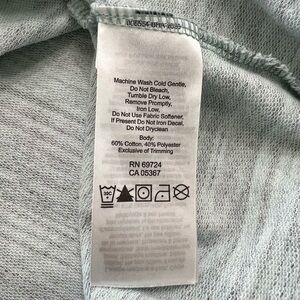 Machine Wash Cold Gentle,
Do Not Bleach,
Tumble Dry Low,
Remove Promptly,
Iron Low,
Do Not Use Fabric Softener,
If Present Do Not Iron Decal,
Do Not Dryclean
Body:
60% Cotton, 40% Polyester
Exclusive of Trimming
RN 69724
CA 05367